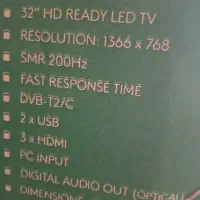 32" HD READY LED TV
RESOLUTION: 1366 x 768
SMR 200Hz
FAST RESPONSE TIME
DVB-T2/C
2 x USB
3 x HDMI
PC INPUT
DIGITAL AUDIO OUT (OPTICAL)
DIMENSIONS